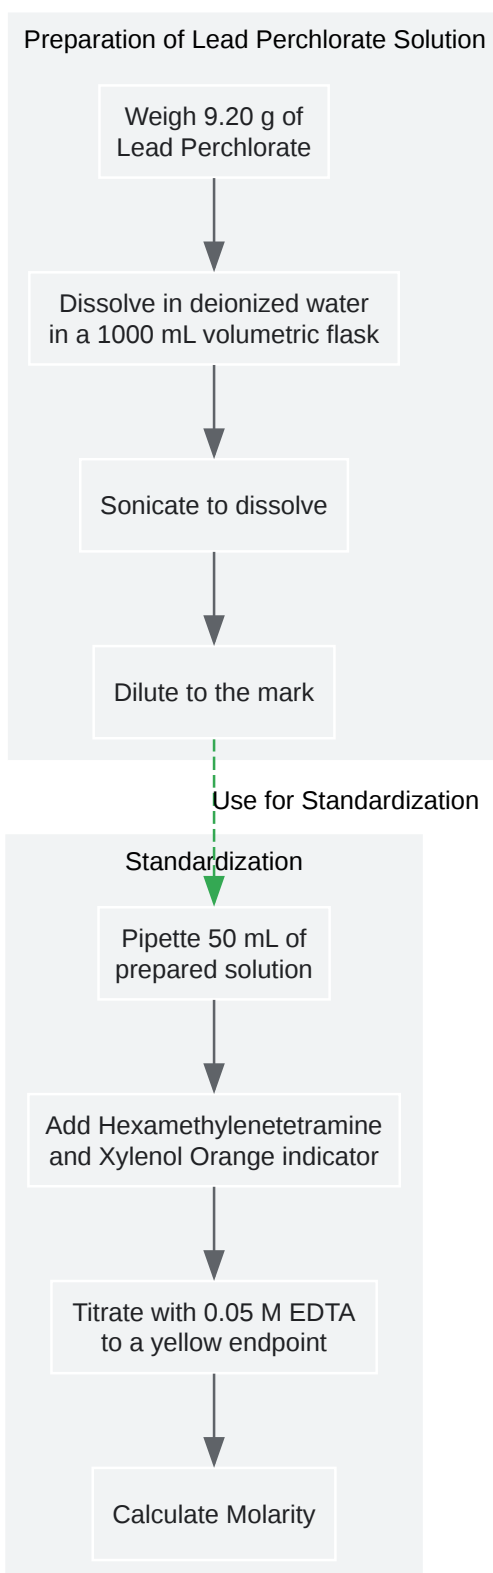 Preparation of Lead Perchlorate Solution
Weigh 9.20 g of
Lead Perchlorate
Dissolve in deionized water
in a 1000 mL volumetric flask
Sonicate to dissolve
Dilute to the mark
Use for Standardization
Standardization
Pipette 50 mL of
prepared solution
Add Hexamethylenetetramine
and Xylenol Orange indicator
Titrate with 0.05 M EDTA
to a yellow endpoint
Calculate Molarity